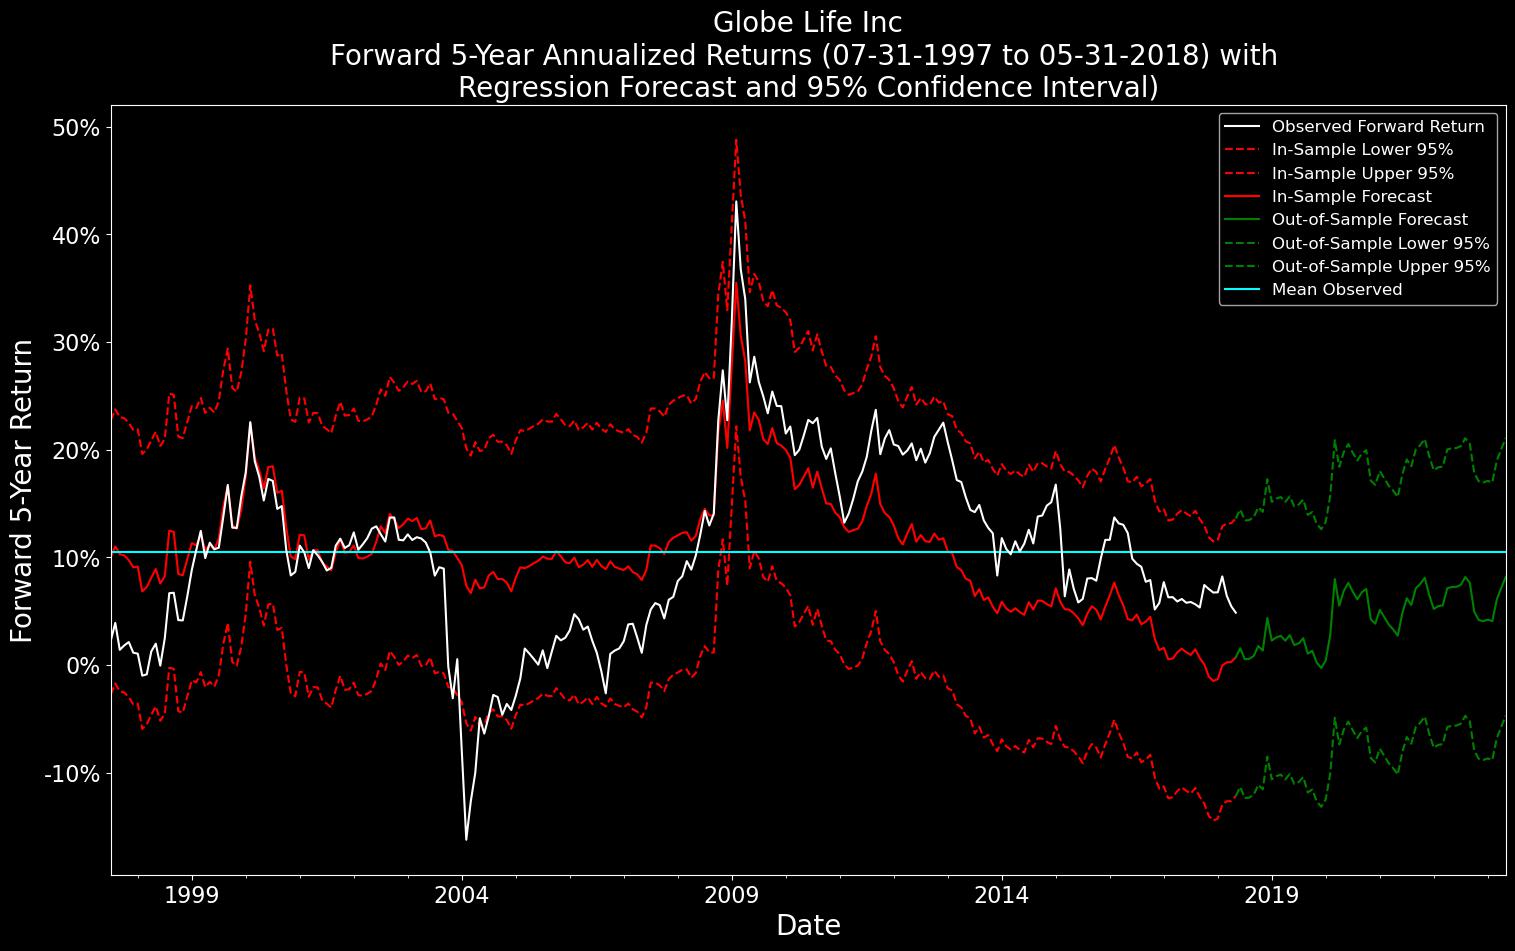 Globe Life Inc
Forward 5-Year Annualized Returns (07-31-1997 to 05-31-2018) with
Regression Forecast and 95% Confidence Interval)
Forward 5-Year Return
50%
40%
30%
20%
10%
0%
-10%
Observed Forward Return
In-Sample Lower 95%
In-Sample Upper 95%
In-Sample Forecast
Out-of-Sample Forecast
Out-of-Sample Lower 95%
Out-of-Sample Upper 95%
Mean Observed
1999 2004 2009 2014 2019
Date